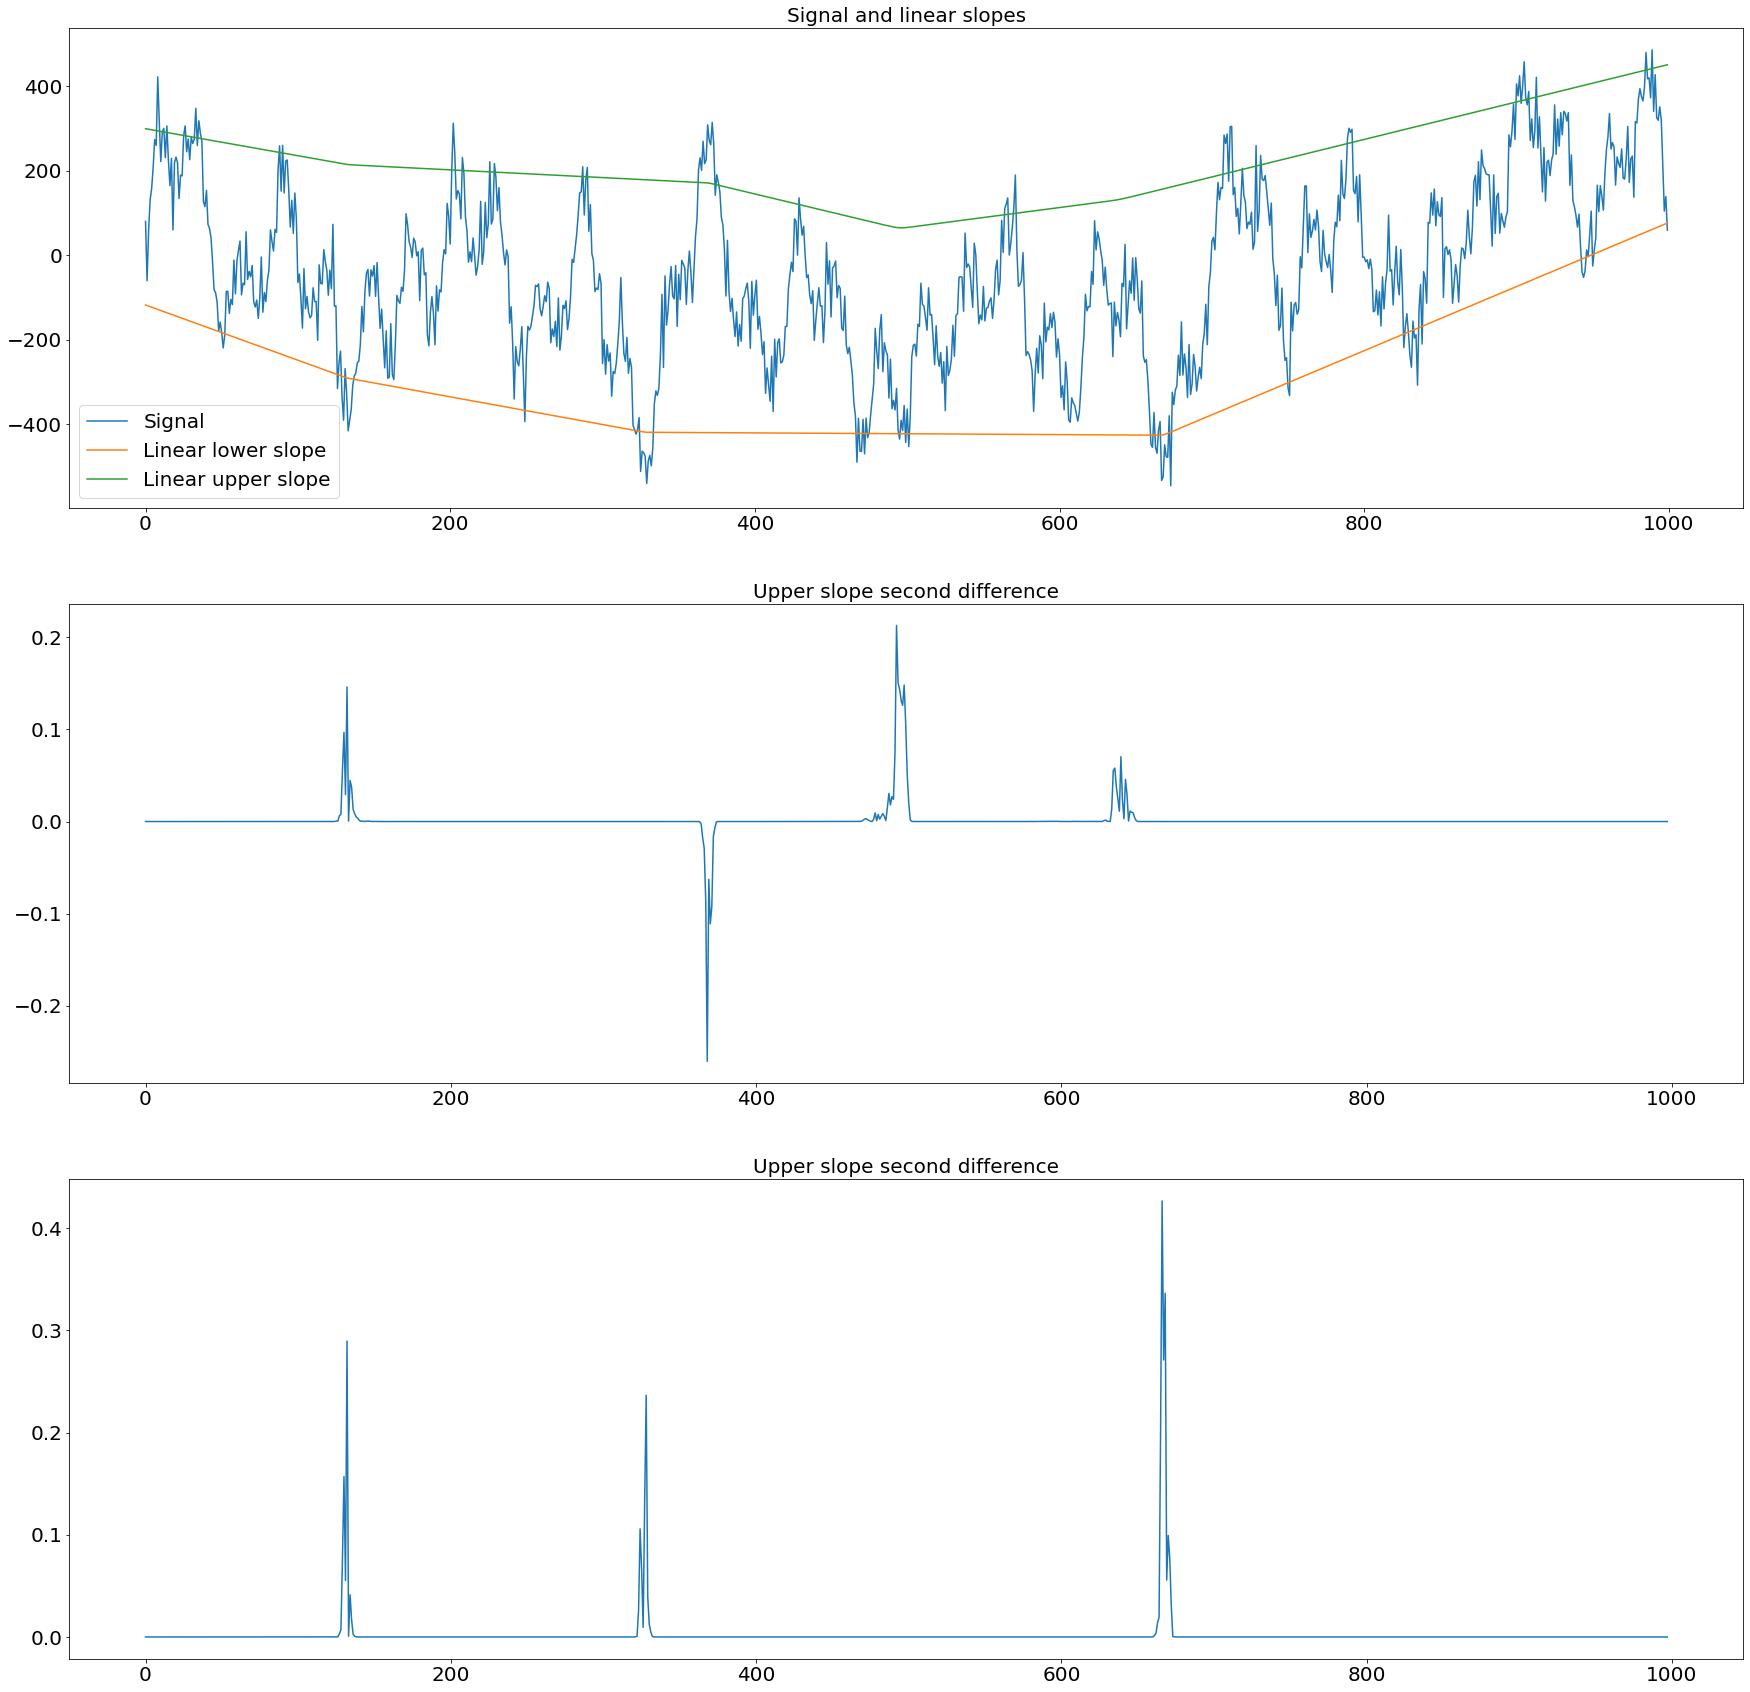 Signal and linear slopes
400
200
0
−200
−400
Signal
Linear lower slope
Linear upper slope
0 200 400 600 800 1000
Upper slope second difference
0.2
0.1
0.0
−0.1
−0.2
0 200 400 600 800 1000
Upper slope second difference
0.4
0.3
0.2
0.1
0.0
0 200 400 600 800 1000